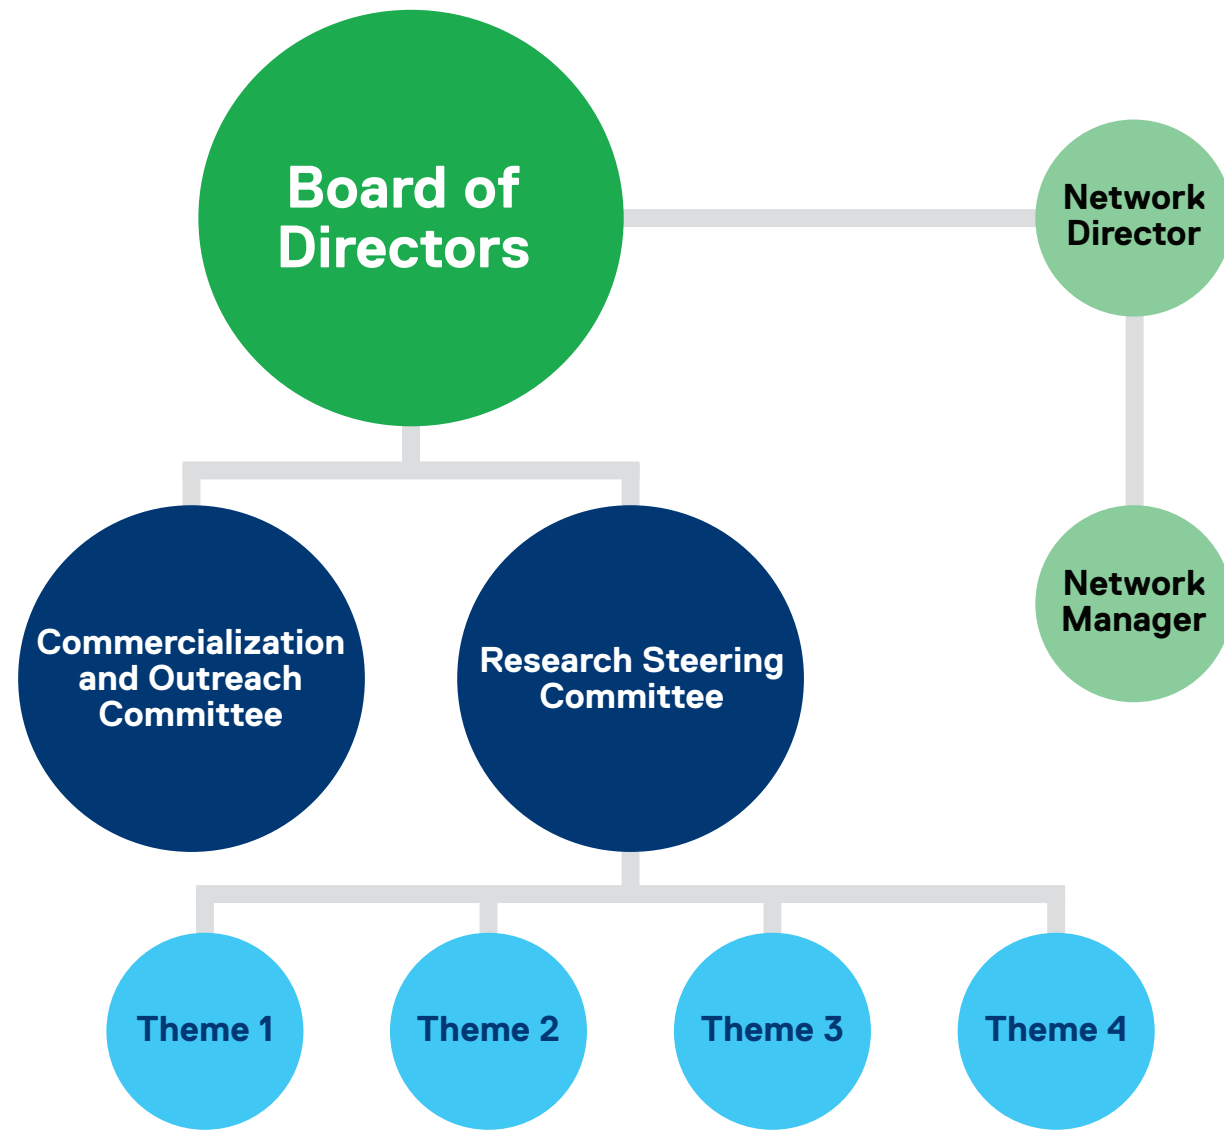 Board of
Directors
Network
Director
Commercialization
and Outreach
Committee
Research Steering
Committee
Network
Manager
Theme 1
Theme 2
Theme 3
Theme 4